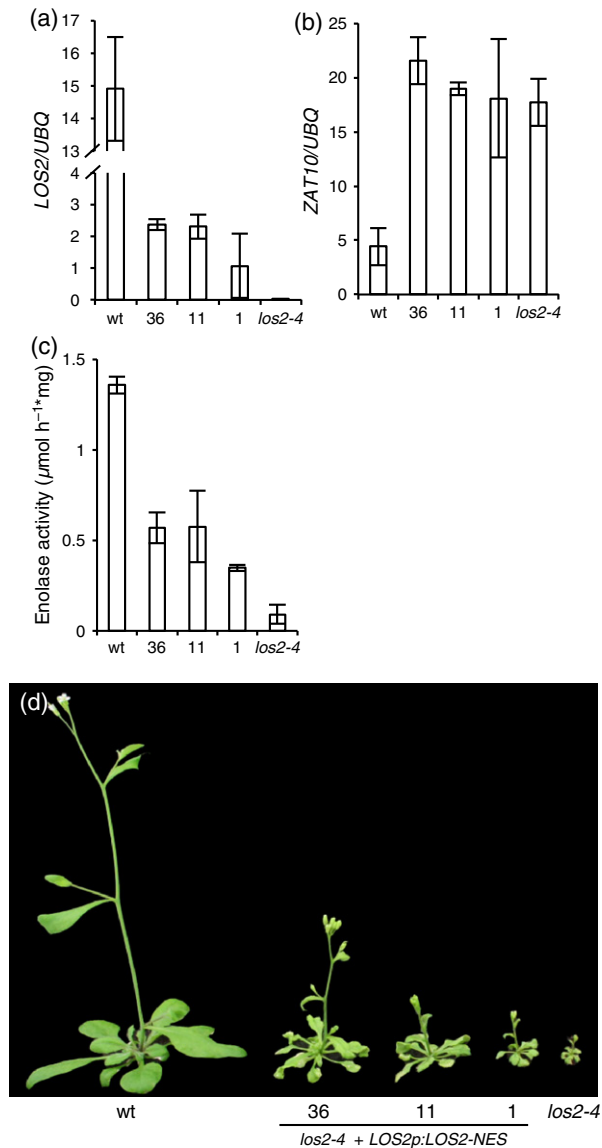 (a)
17
16
15
14
13
4
3
2
1
0
LOS2/UBQ
wt 36 11 1 los2-4
(b)
25
20
15
10
5
0
ZAT10/UBQ
wt 36 11 1 los2-4
(c)
1.5
1
0.5
0
Enolase activity (µmol h⁻¹*mg)
wt 36 11 1 los2-4
(d)
wt 36 11 1 los2-4
los2-4 + LOS2p:LOS2-NES